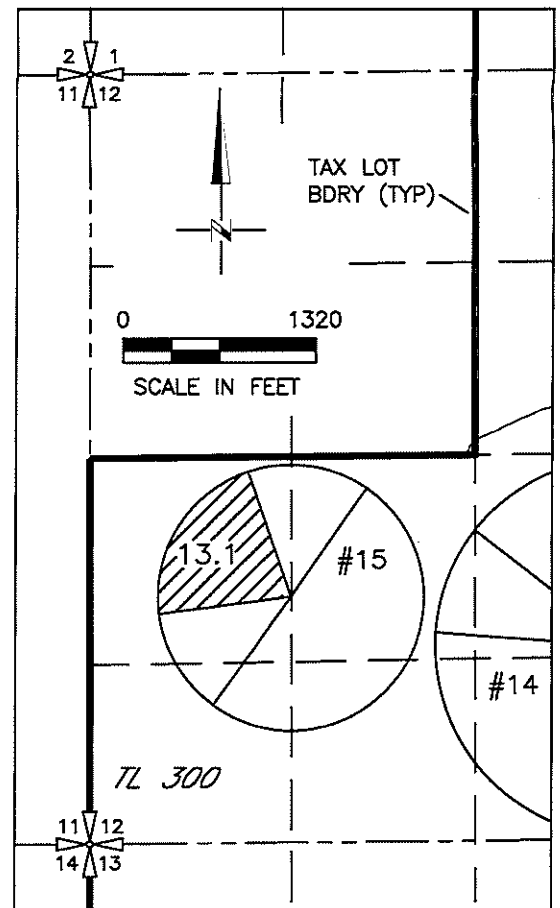 2 1
11 12
TAX LOT
BDRY (TYP)
N
0 1320
SCALE IN FEET
13.1
#15
#14
TL 300
11 12
14 13